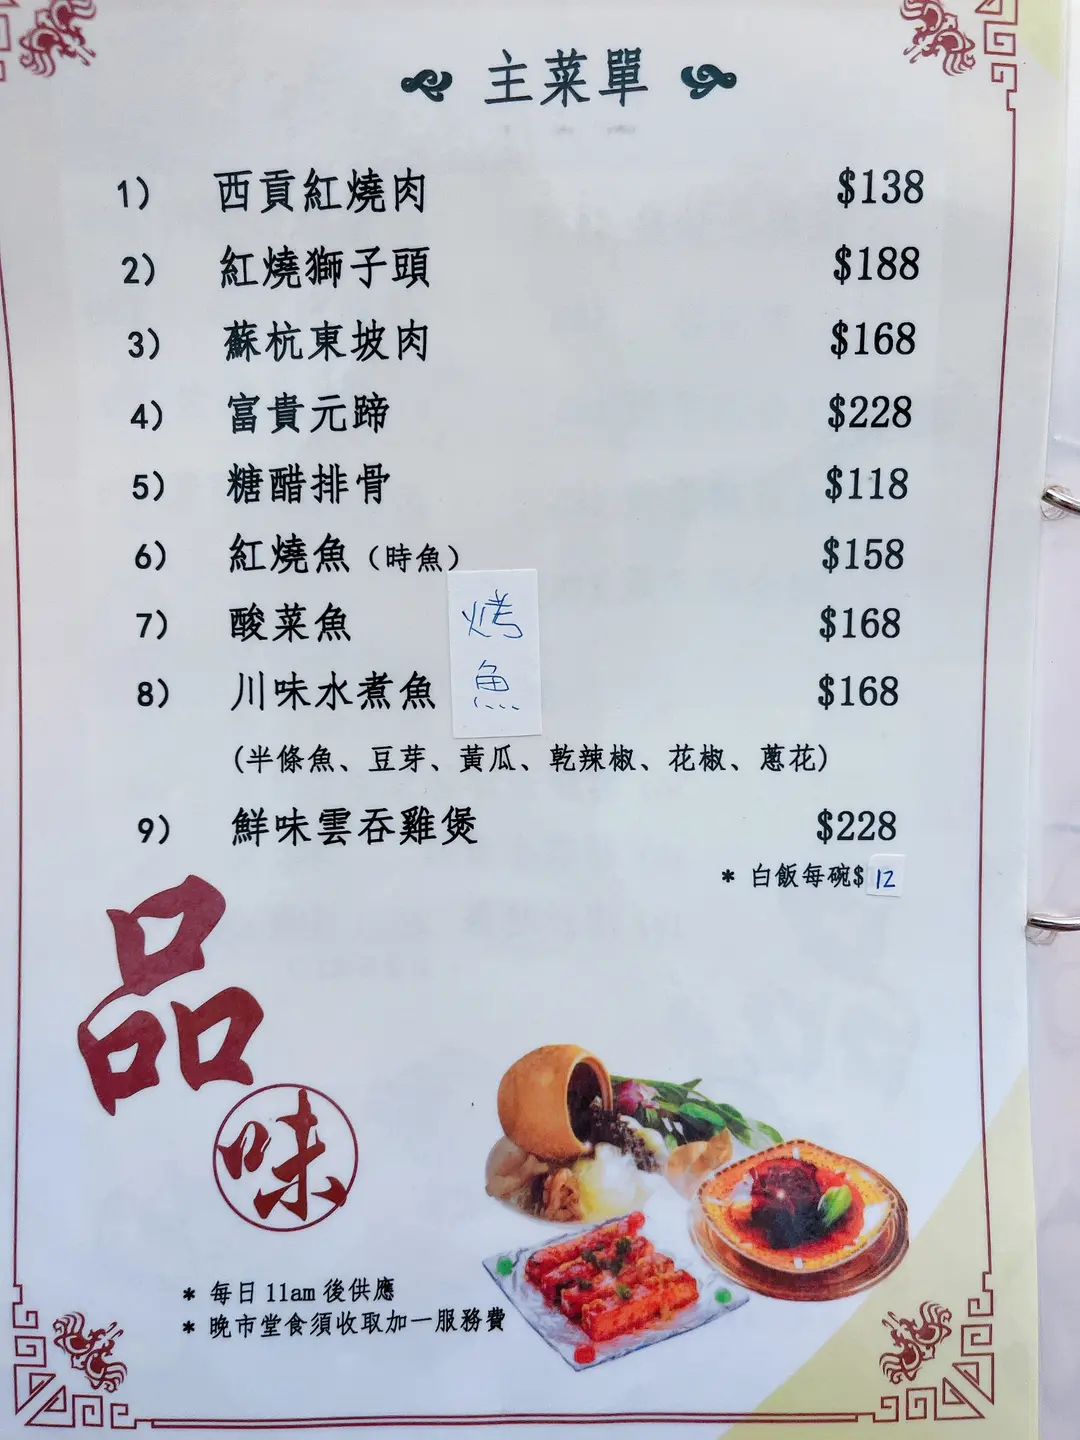 主菜單
1) 西貢紅燒肉 $138
2) 紅燒獅子頭 $188
3) 蘇杭東坡肉 $168
4) 富貴元蹄 $228
5) 糖醋排骨 $118
6) 紅燒魚（時魚） $158
7) 酸菜魚 $168
烤魚
8) 川味水煮魚 $168
(半條魚、豆芽、黃瓜、乾辣椒、花椒、蔥花)
9) 鮮味雲吞雞煲 $228
* 白飯每碗$12
品
味
* 每日11am後供應
* 晚市堂食須收取加一服務費